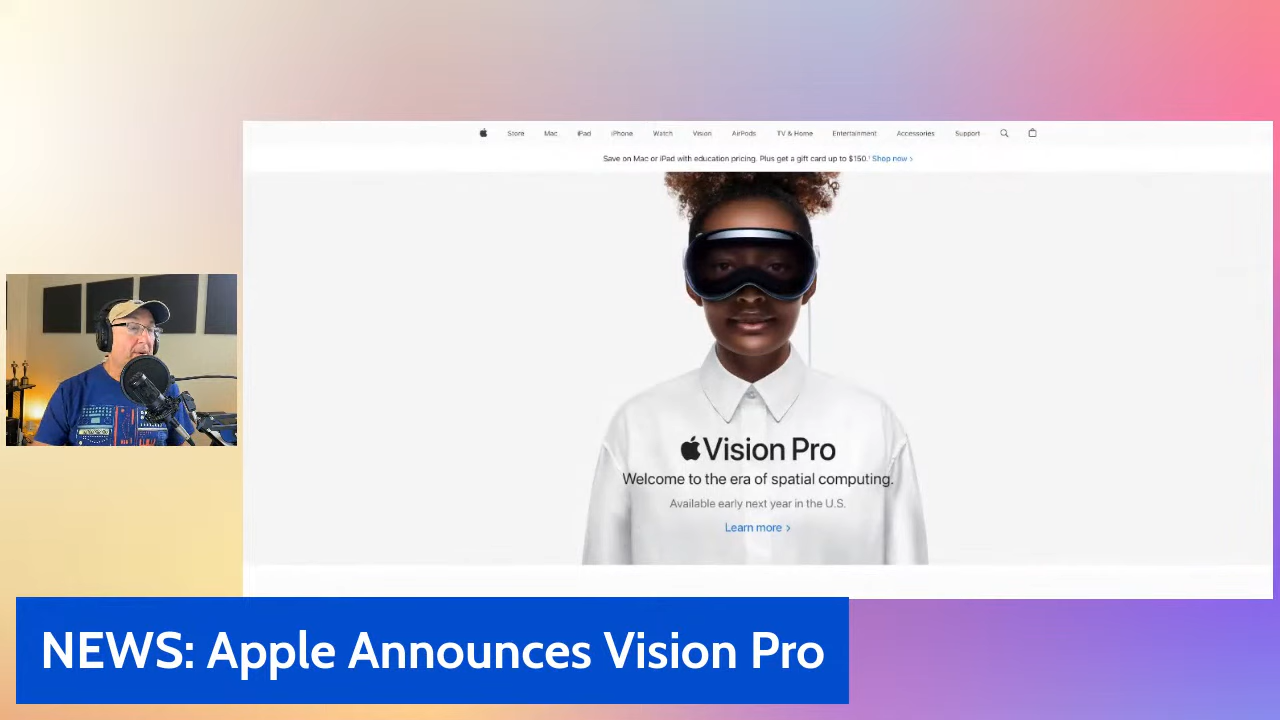 Store Mac iPad iPhone Watch Vision AirPods TV & Home Entertainment Accessories Support
Save on Mac or iPad with education pricing. Plus get a gift card up to $150.¹ Shop now >
Vision Pro
Welcome to the era of spatial computing.
Available early next year in the U.S.
Learn more >
NEWS: Apple Announces Vision Pro